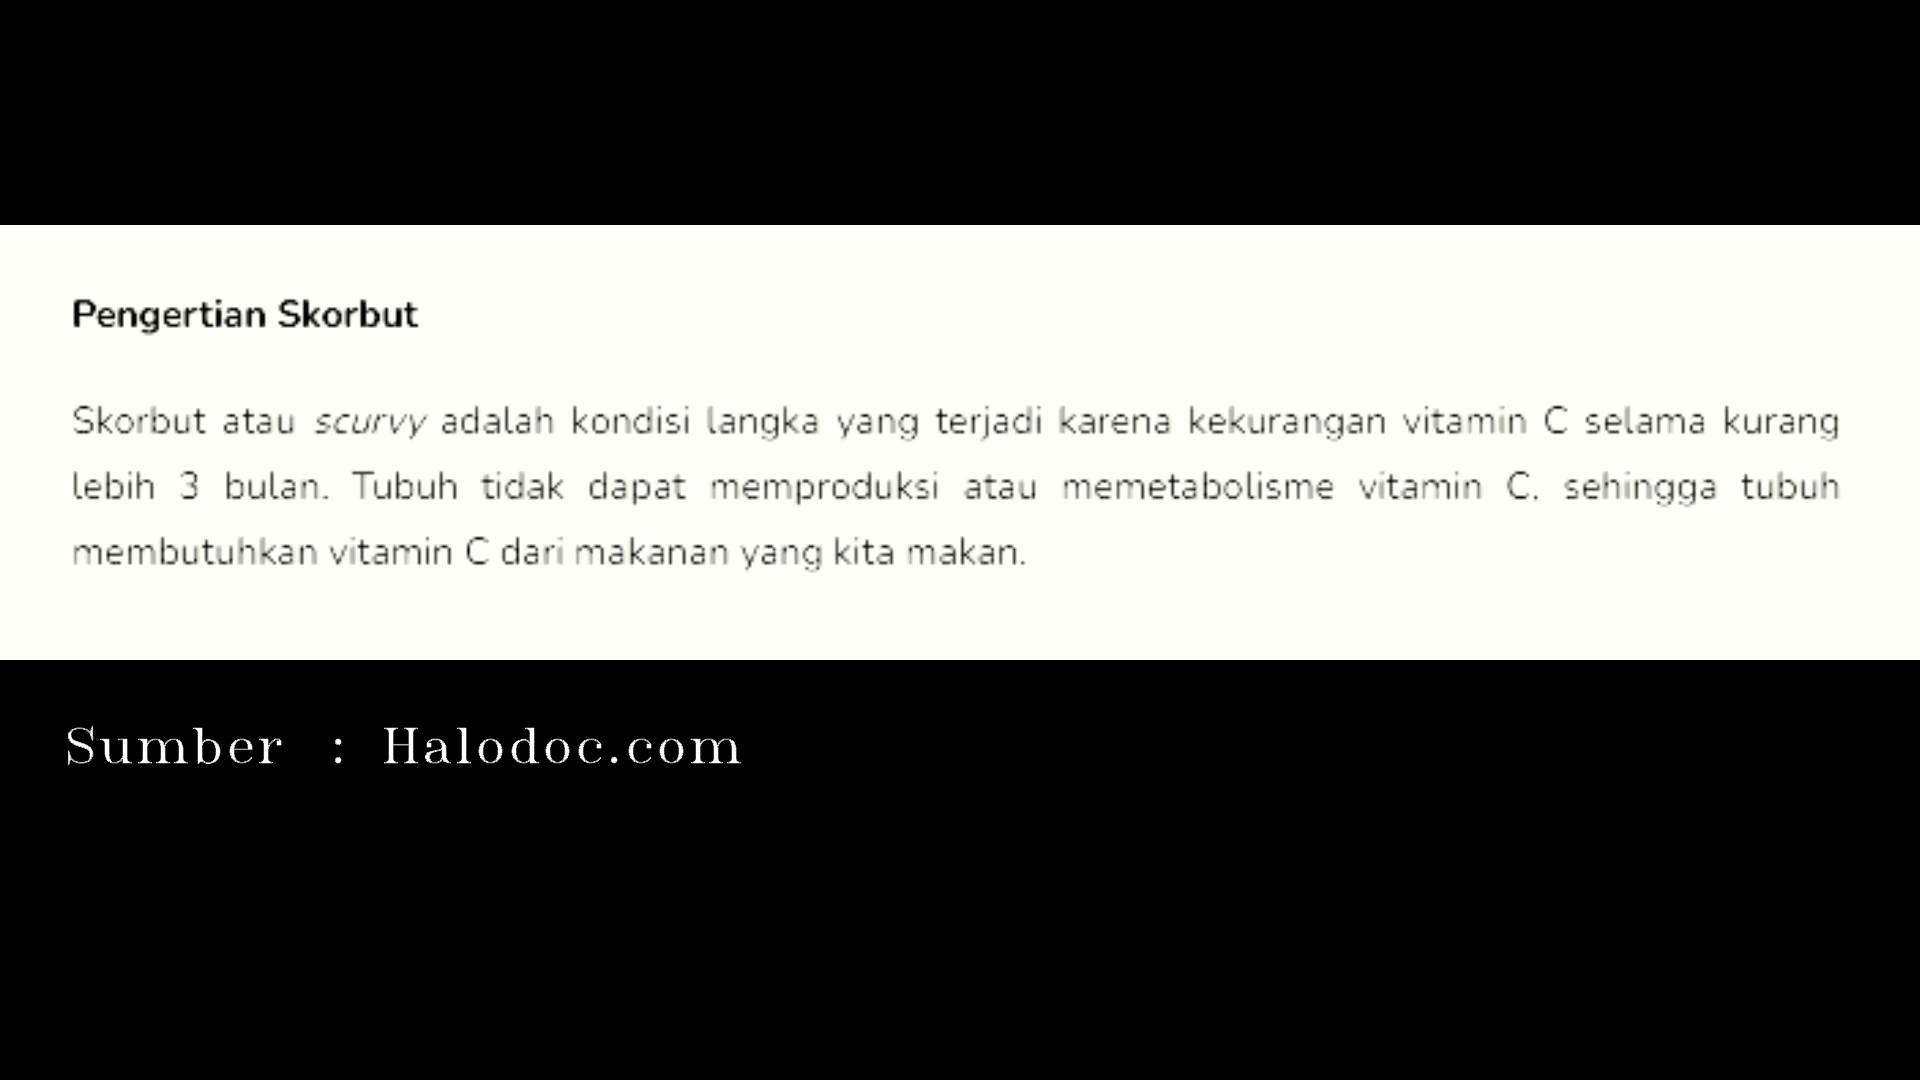 Pengertian Skorbut
Skorbut atau scurvy adalah kondisi langka yang terjadi karena kekurangan vitamin C selama kurang
lebih 3 bulan. Tubuh tidak dapat memproduksi atau memetabolisme vitamin C, sehingga tubuh
membutuhkan vitamin C dari makanan yang kita makan.
Sumber : Halodoc.com